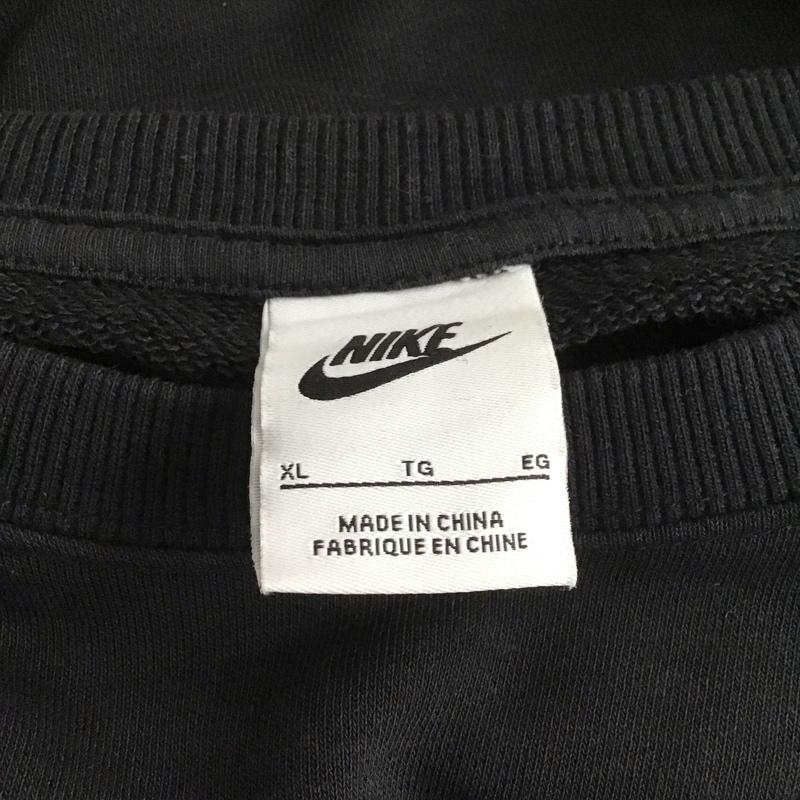 NIKE
XL TG EG
MADE IN CHINA
FABRIQUE EN CHINE